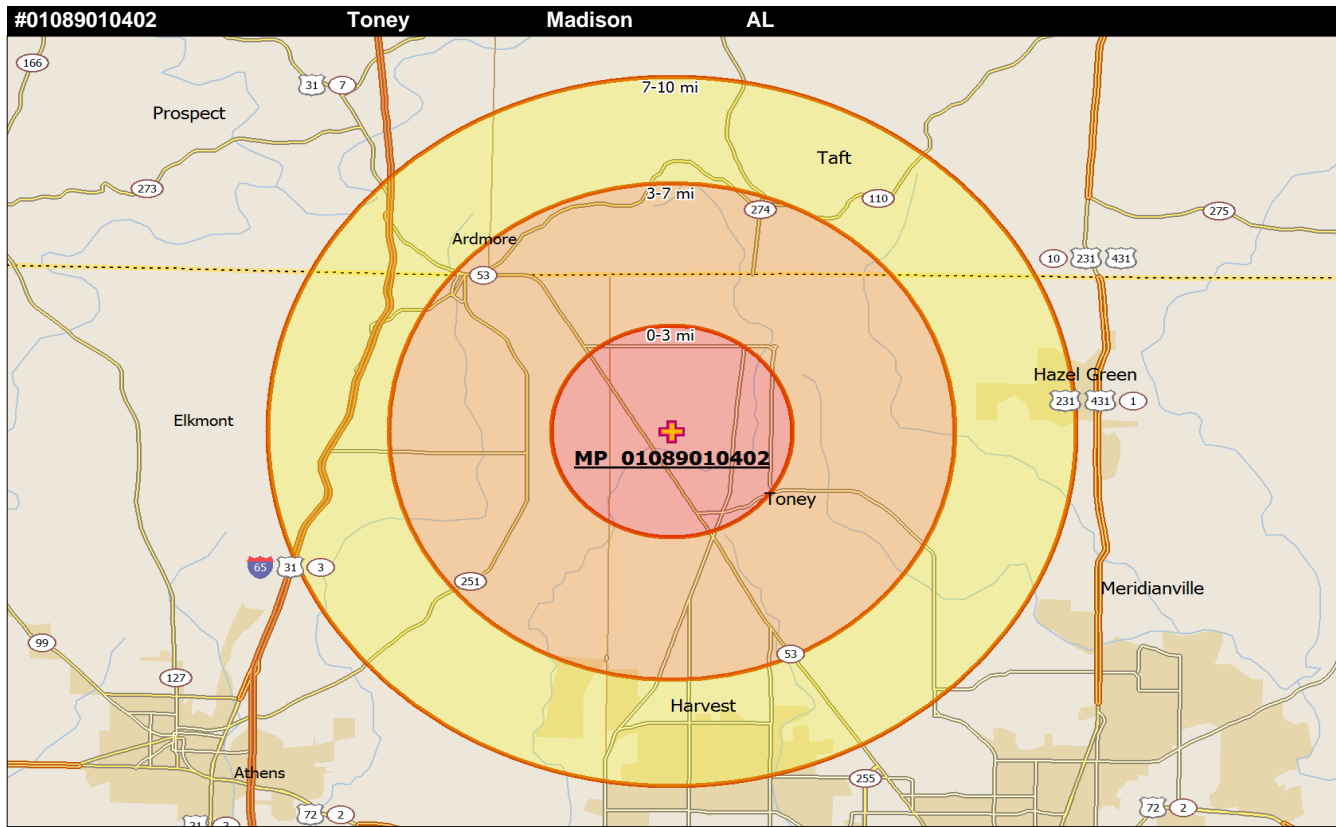 #01089010402 Toney Madison AL
166
31 7
7-10 mi
Prospect
Taft
273
3-7 mi
110
274
275
Ardmore
53
10 231 431
0-3 mi
Hazel Green
231 431 1
Elkmont
MP 01089010402
Toney
65 31 3
251
Meridianville
99
53
127
Harvest
Athens
255
72 2
72 2
31 3